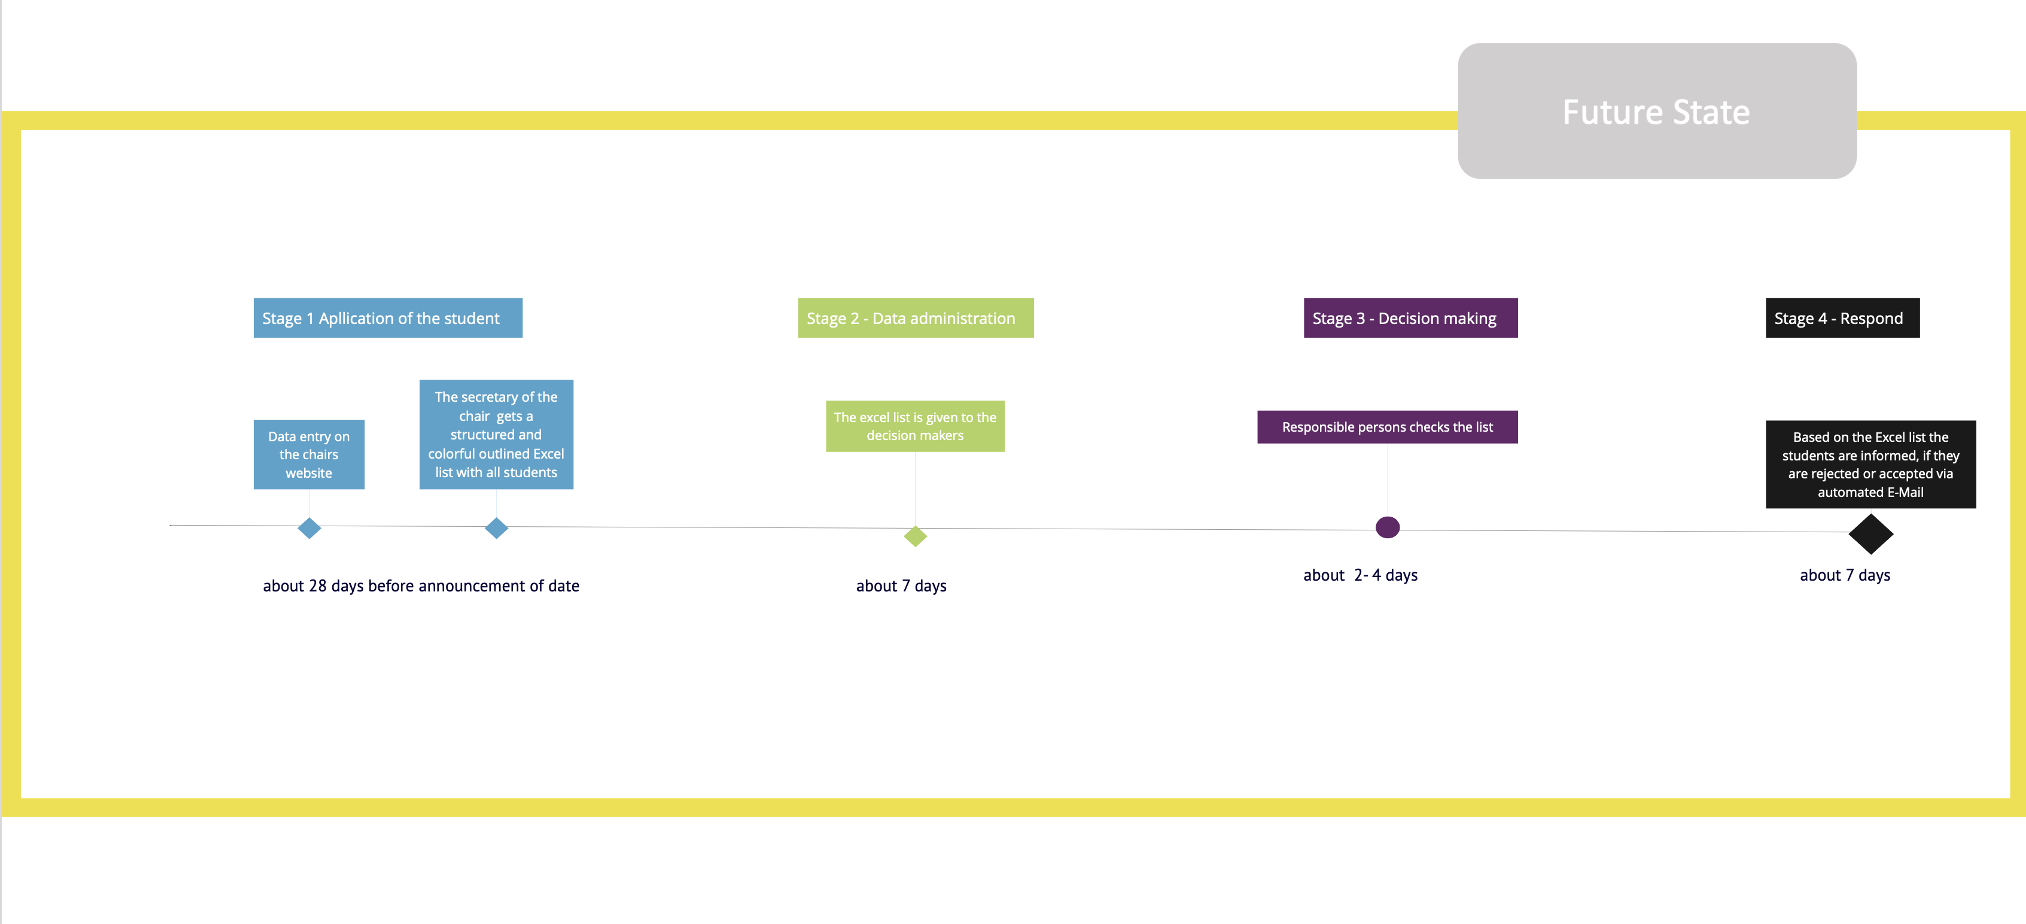 Future State
Stage 1 Apllication of the student
Stage 2 - Data administration
Stage 3 - Decision making
Stage 4 - Respond
Data entry on
the chairs
website
The secretary of the
chair gets a
structured and
colorful outlined Excel
list with all students
The excel list is given to the
decision makers
Responsible persons checks the list
Based on the Excel list the
students are informed, if they
are rejected or accepted via
automated E-Mail
about 28 days before announcement of date
about 7 days
about 2- 4 days
about 7 days